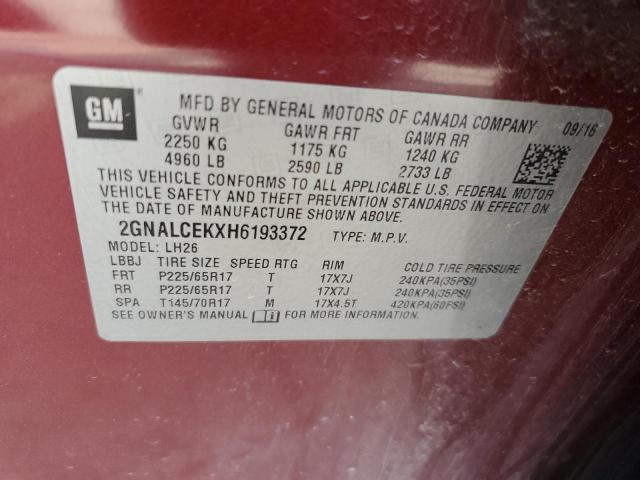 GM ® MFD BY GENERAL MOTORS OF CANADA COMPANY 09/16
GVWR GAWR FRT GAWR RR
2250 KG 1175 KG 1240 KG
4960 LB 2590 LB 2733 LB
THIS VEHICLE CONFORMS TO ALL APPLICABLE U.S. FEDERAL MOTOR
VEHICLE SAFETY AND THEFT PREVENTION STANDARDS IN EFFECT ON
THE DATE OF MANUFACTURE SHOWN ABOVE.
2GNALCEKXH6193372 TYPE: M.P.V.
MODEL: LH26
LBBJ TIRE SIZE SPEED RTG RIM
FRT P225/65R17 T 17X7J 240KPA(35PSI)
RR P225/65R17 T 17X7J 240KPA(35PSI)
SPA T145/70R17 M 17X4.5T 420KPA(60PSI)
SEE OWNER'S MANUAL i FOR MORE INFORMATION.